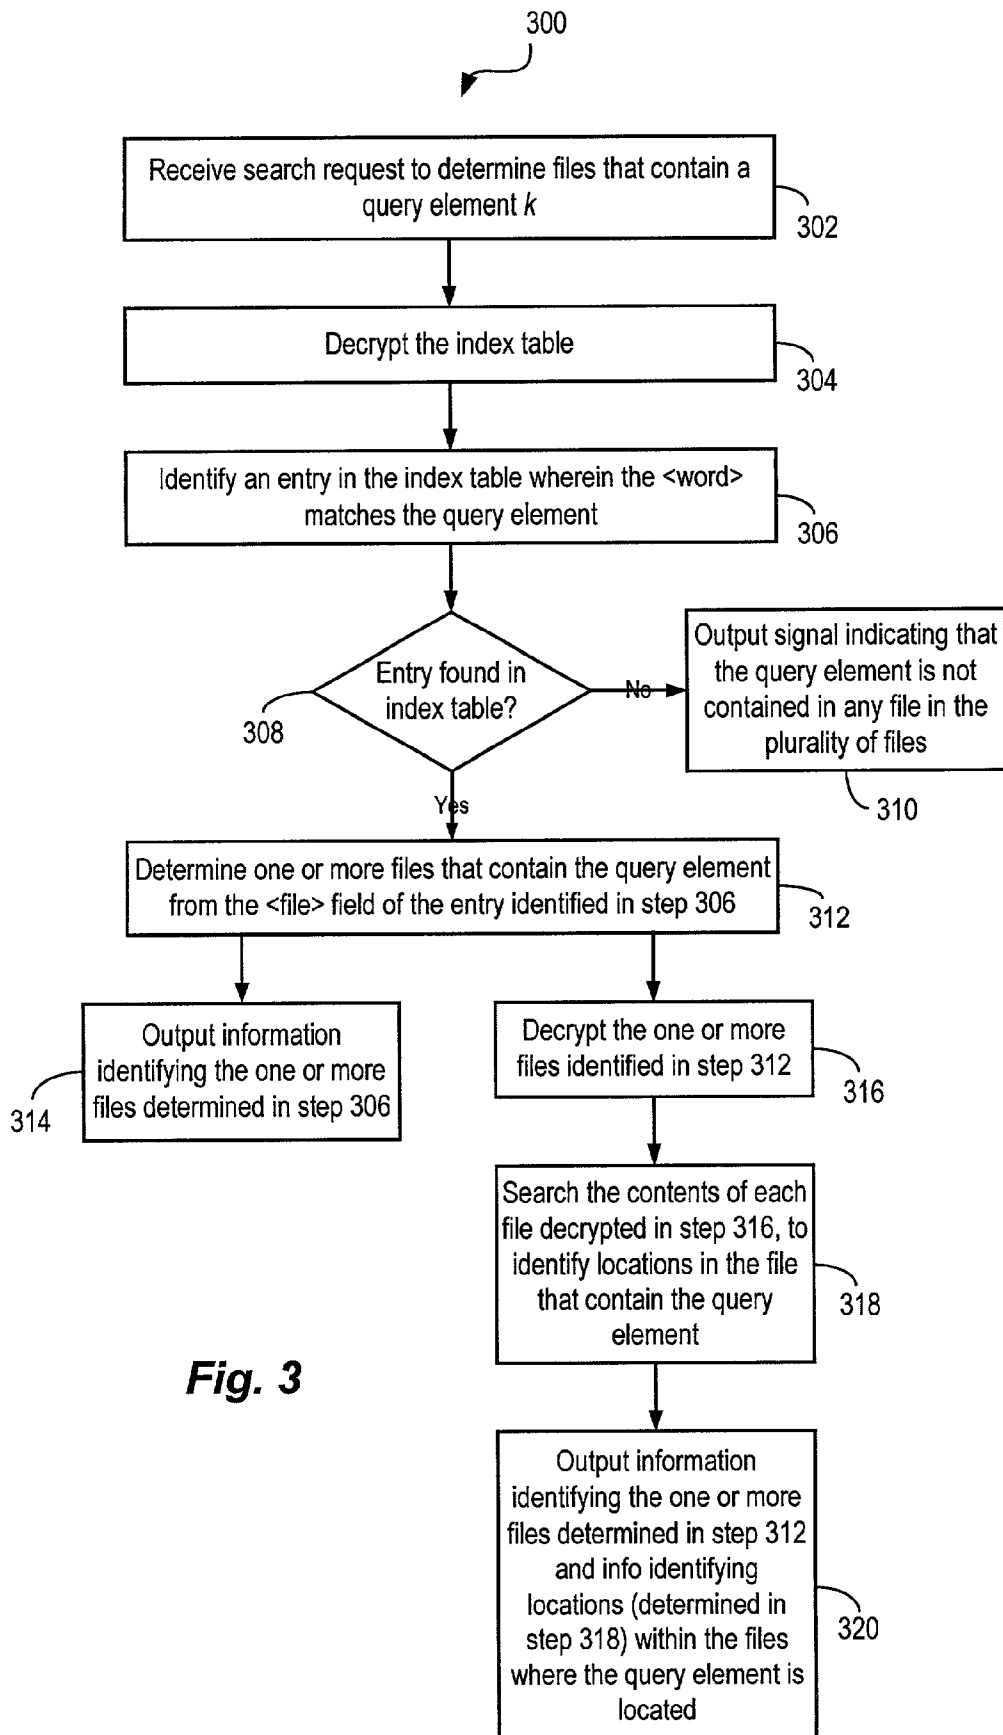 300
Receive search request to determine files that contain a
query element k
302
Decrypt the index table
304
Identify an entry in the index table wherein the <word>
matches the query element
306
Entry found in
index table?
308
No
Output signal indicating that
the query element is not
contained in any file in the
plurality of files
310
Yes
Determine one or more files that contain the query element
from the <file> field of the entry identified in step 306
312
Output information
identifying the one or more
files determined in step 306
314
Decrypt the one or more
files identified in step 312
316
Search the contents of each
file decrypted in step 316, to
identify locations in the file
that contain the query
element
318
Fig. 3
Output information
identifying the one or more
files determined in step 312
and info identifying
locations (determined in
step 318) within the files
where the query element is
located
320